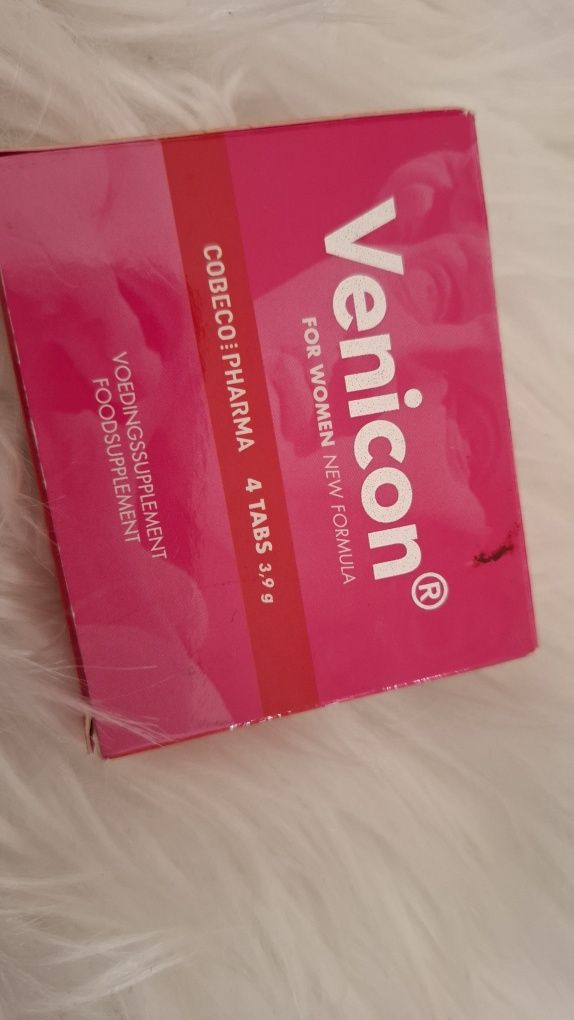 Venicon®
FOR WOMEN NEW FORMULA
COBECO PHARMA 4 TABS 3,9 g
VOEDINGSSUPPLEMENT
FOODSUPPLEMENT